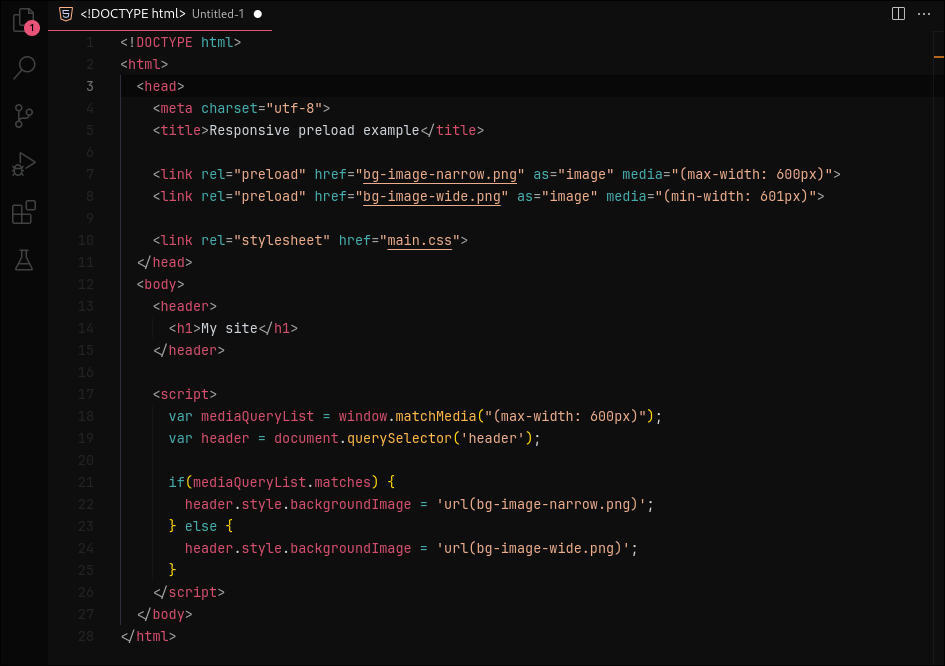 <!DOCTYPE html> Untitled-1
1
1 <!DOCTYPE html>
2 <html>
3 <head>
4 <meta charset="utf-8">
5 <title>Responsive preload example</title>
6
7 <link rel="preload" href="bg-image-narrow.png" as="image" media="(max-width: 600px)">
8 <link rel="preload" href="bg-image-wide.png" as="image" media="(min-width: 601px)">
9
10 <link rel="stylesheet" href="main.css">
11 </head>
12 <body>
13 <header>
14 <h1>My site</h1>
15 </header>
16
17 <script>
18 var mediaQueryList = window.matchMedia("(max-width: 600px)");
19 var header = document.querySelector('header');
20
21 if(mediaQueryList.matches) {
22 header.style.backgroundImage = 'url(bg-image-narrow.png)';
23 } else {
24 header.style.backgroundImage = 'url(bg-image-wide.png)';
25 }
26 </script>
27 </body>
28 </html>